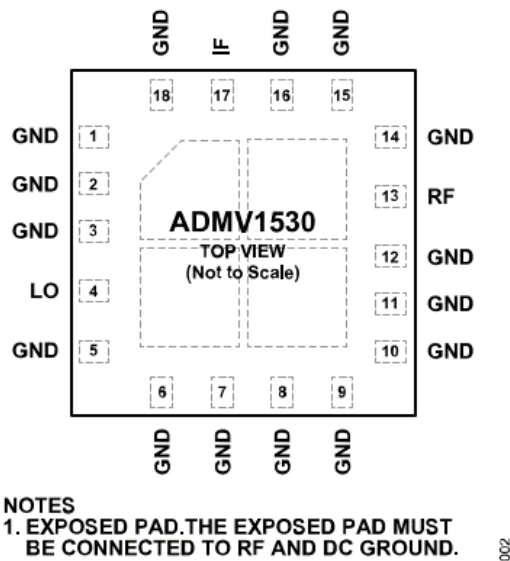 GND
IF
GND
GND
18
17
16
15
GND 1
14 GND
GND 2
13 RF
GND 3
ADMV1530
TOP VIEW
(Not to Scale)
12 GND
LO 4
11 GND
GND 5
10 GND
6
7
8
9
GND
GND
GND
GND
NOTES
1. EXPOSED PAD.THE EXPOSED PAD MUST
BE CONNECTED TO RF AND DC GROUND.
002